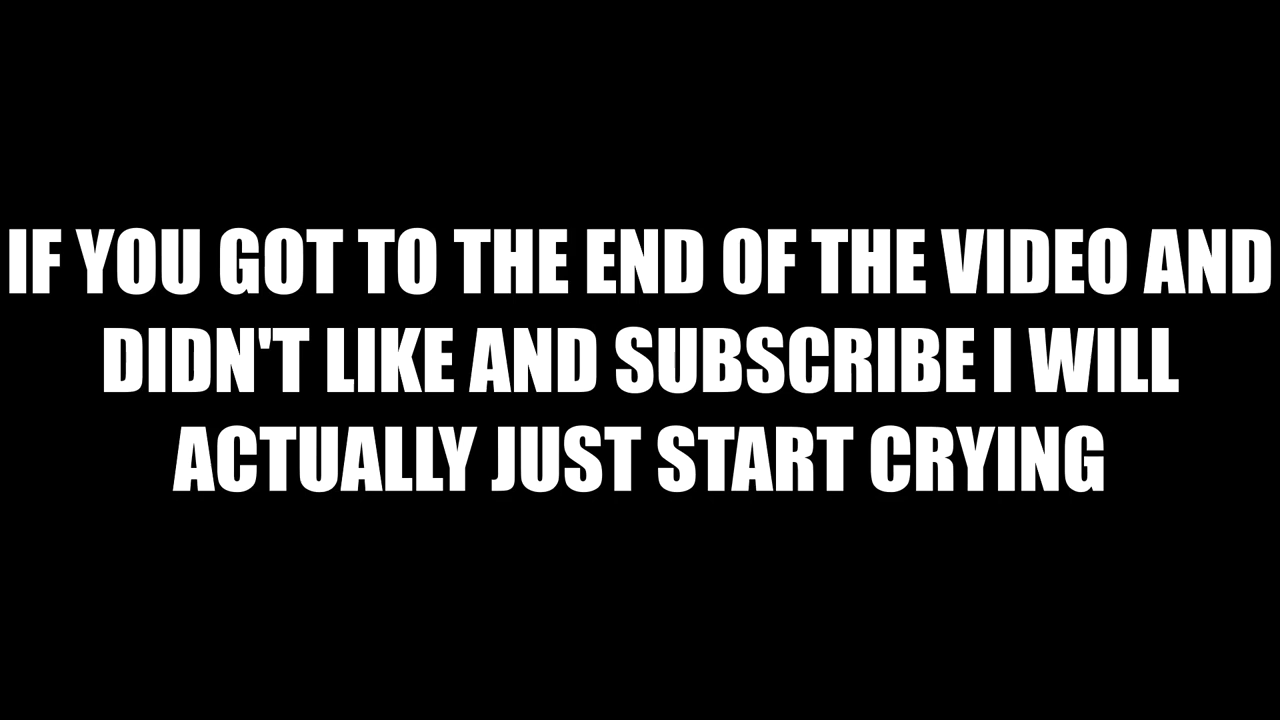 IF YOU GOT TO THE END OF THE VIDEO AND
DIDN'T LIKE AND SUBSCRIBE I WILL
ACTUALLY JUST START CRYING